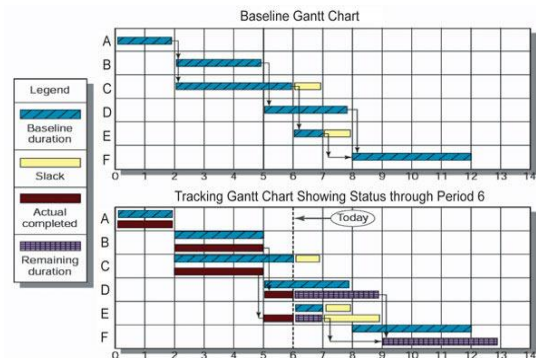 Baseline Gantt Chart
A
B
C
D
E
F
0 1 2 3 4 5 6 7 8 9 10 11 12 13 14
Legend
Baseline
duration
Slack
Actual
completed
Remaining
duration
Tracking Gantt Chart Showing Status through Period 6
Today
A
B
C
D
E
F
0 1 2 3 4 5 6 7 8 9 10 11 12 13 14